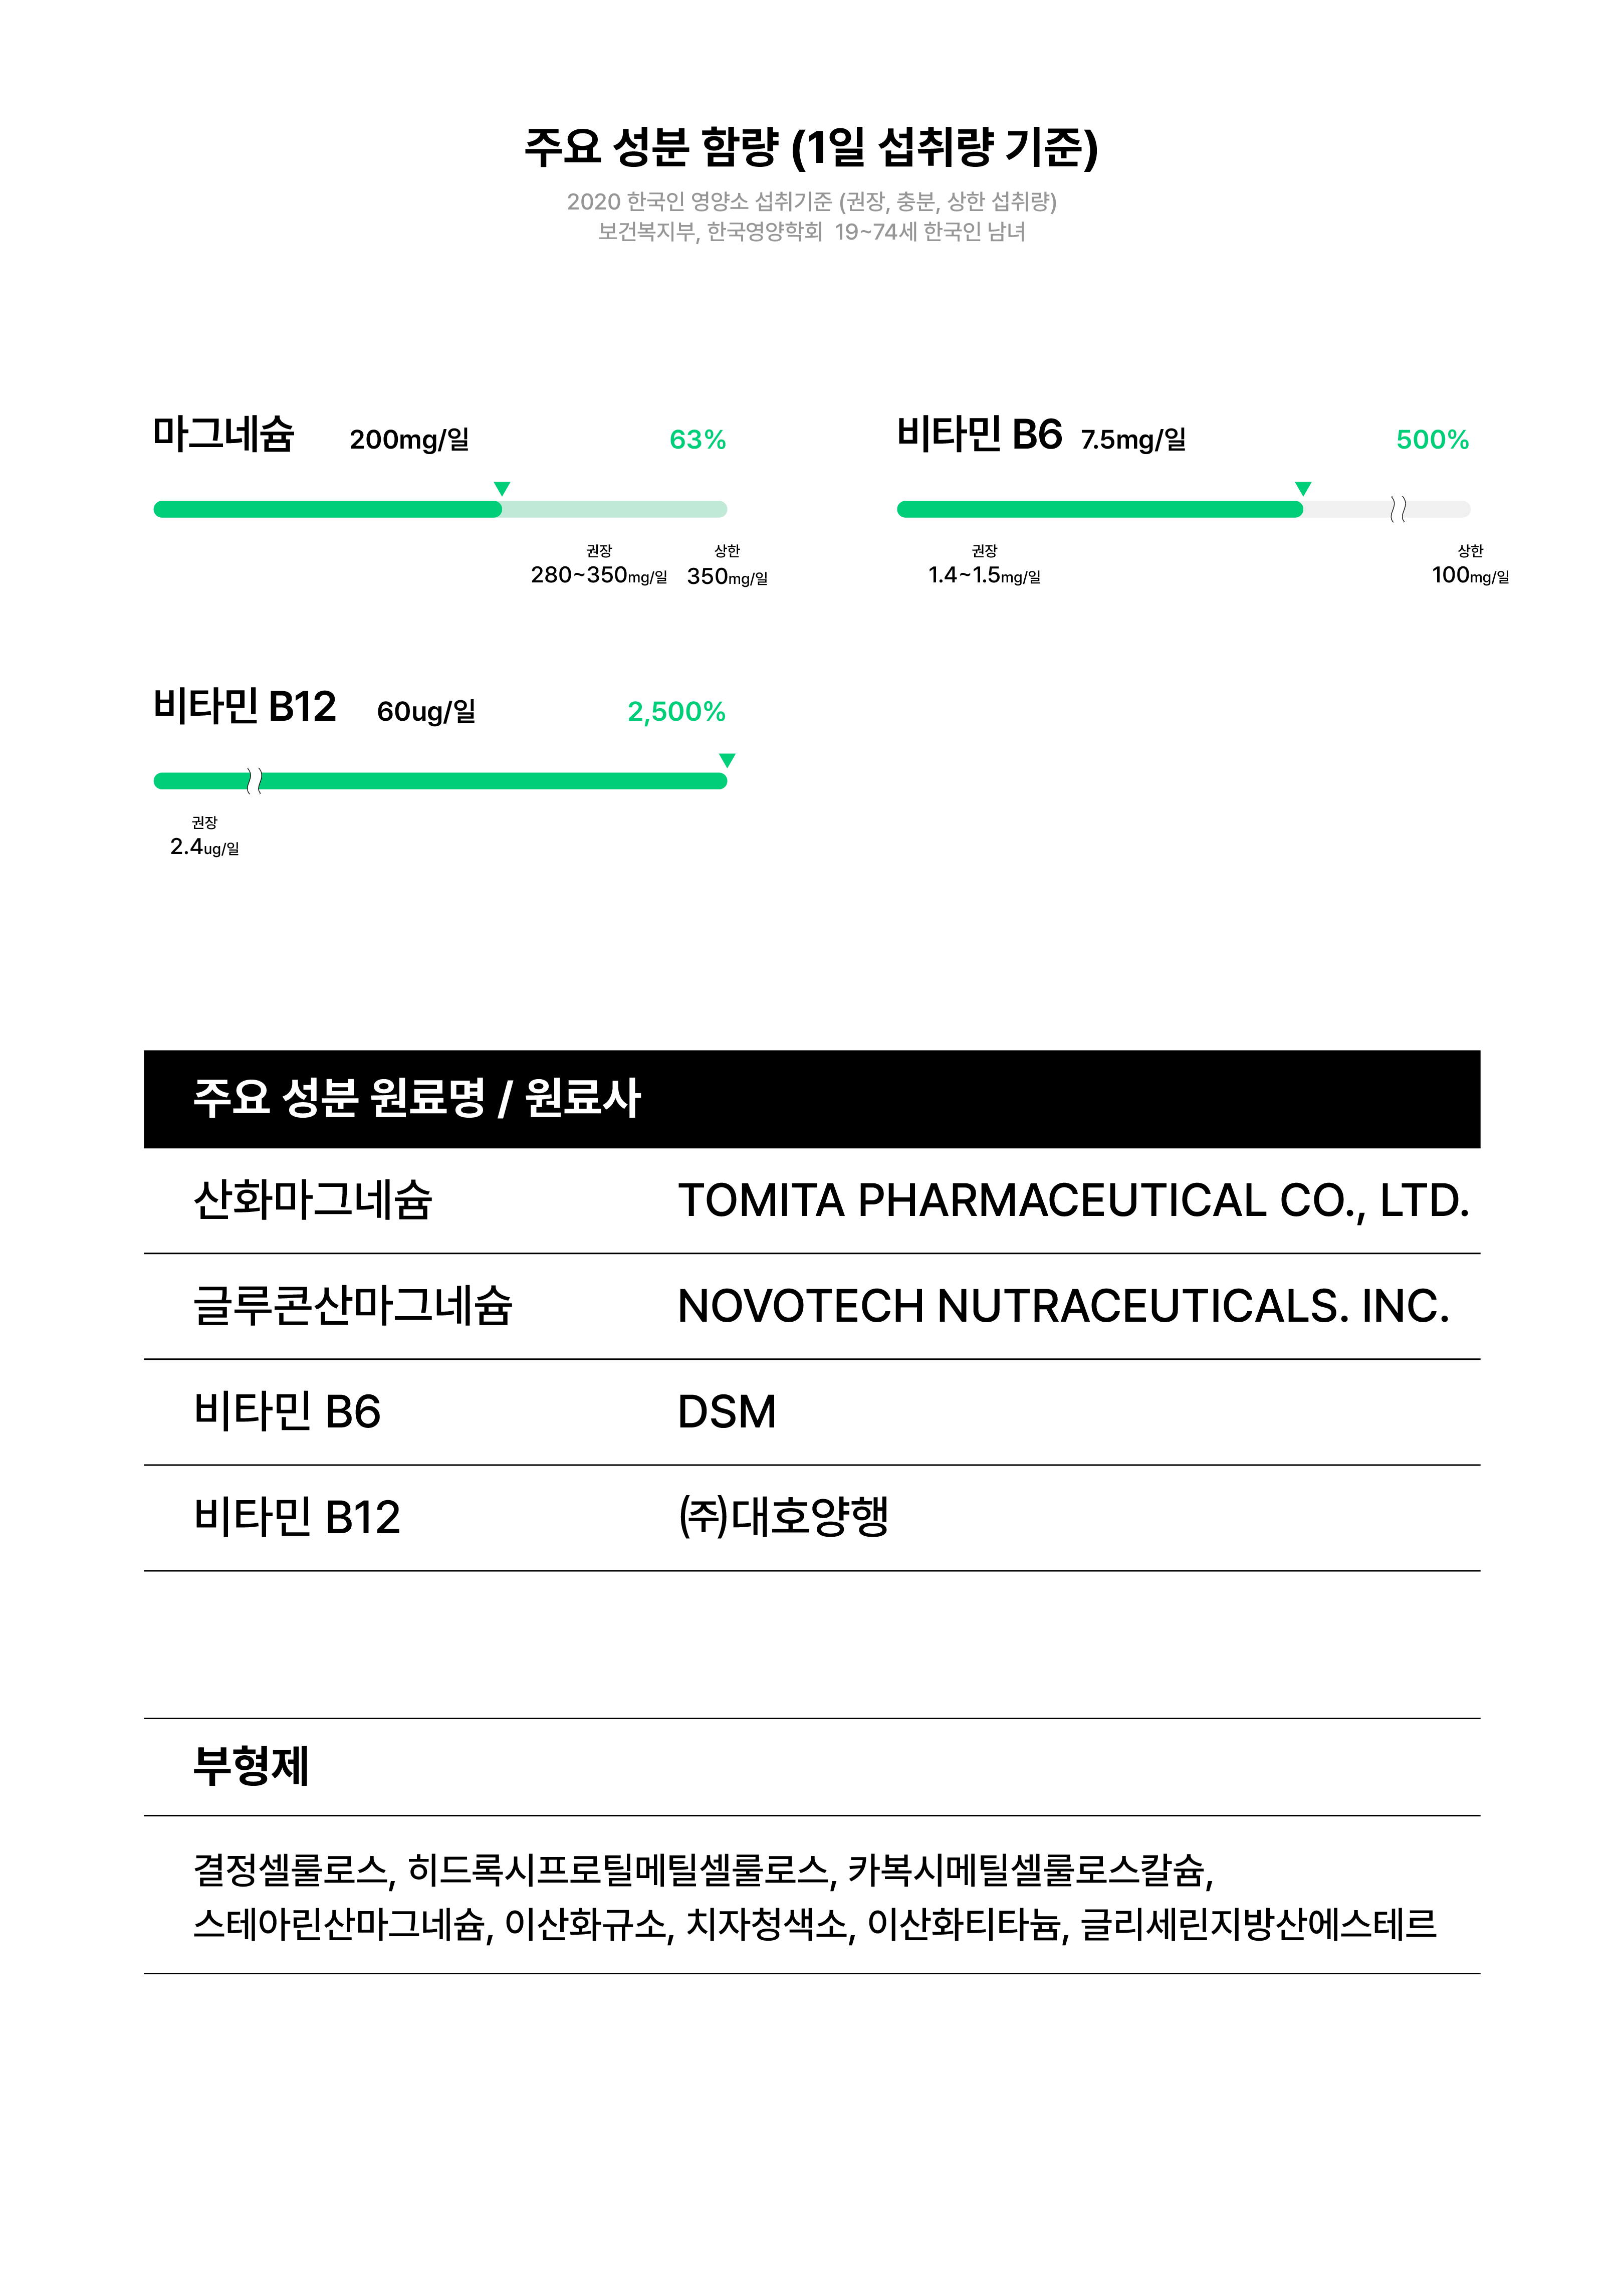 주요 성분 함량 (1일 섭취량 기준)
2020 한국인 영양소 섭취기준 (권장, 충분, 상한 섭취량)
보건복지부, 한국영양학회 19~74세 한국인 남녀
마그네슘 200mg/일 63%
권장 상한
280~350mg/일 350mg/일
비타민 B6 7.5mg/일 500%
권장 상한
1.4~1.5mg/일 100mg/일
비타민 B12 60ug/일 2,500%
권장
2.4ug/일
주요 성분 원료명 / 원료사
산화마그네슘 TOMITA PHARMACEUTICAL CO., LTD.
글루콘산마그네슘 NOVOTECH NUTRACEUTICALS. INC.
비타민 B6 DSM
비타민 B12 ㈜대호양행
부형제
결정셀룰로스, 히드록시프로틸메틸셀룰로스, 카복시메틸셀룰로스칼슘,
스테아린산마그네슘, 이산화규소, 치자청색소, 이산화티타늄, 글리세린지방산에스테르